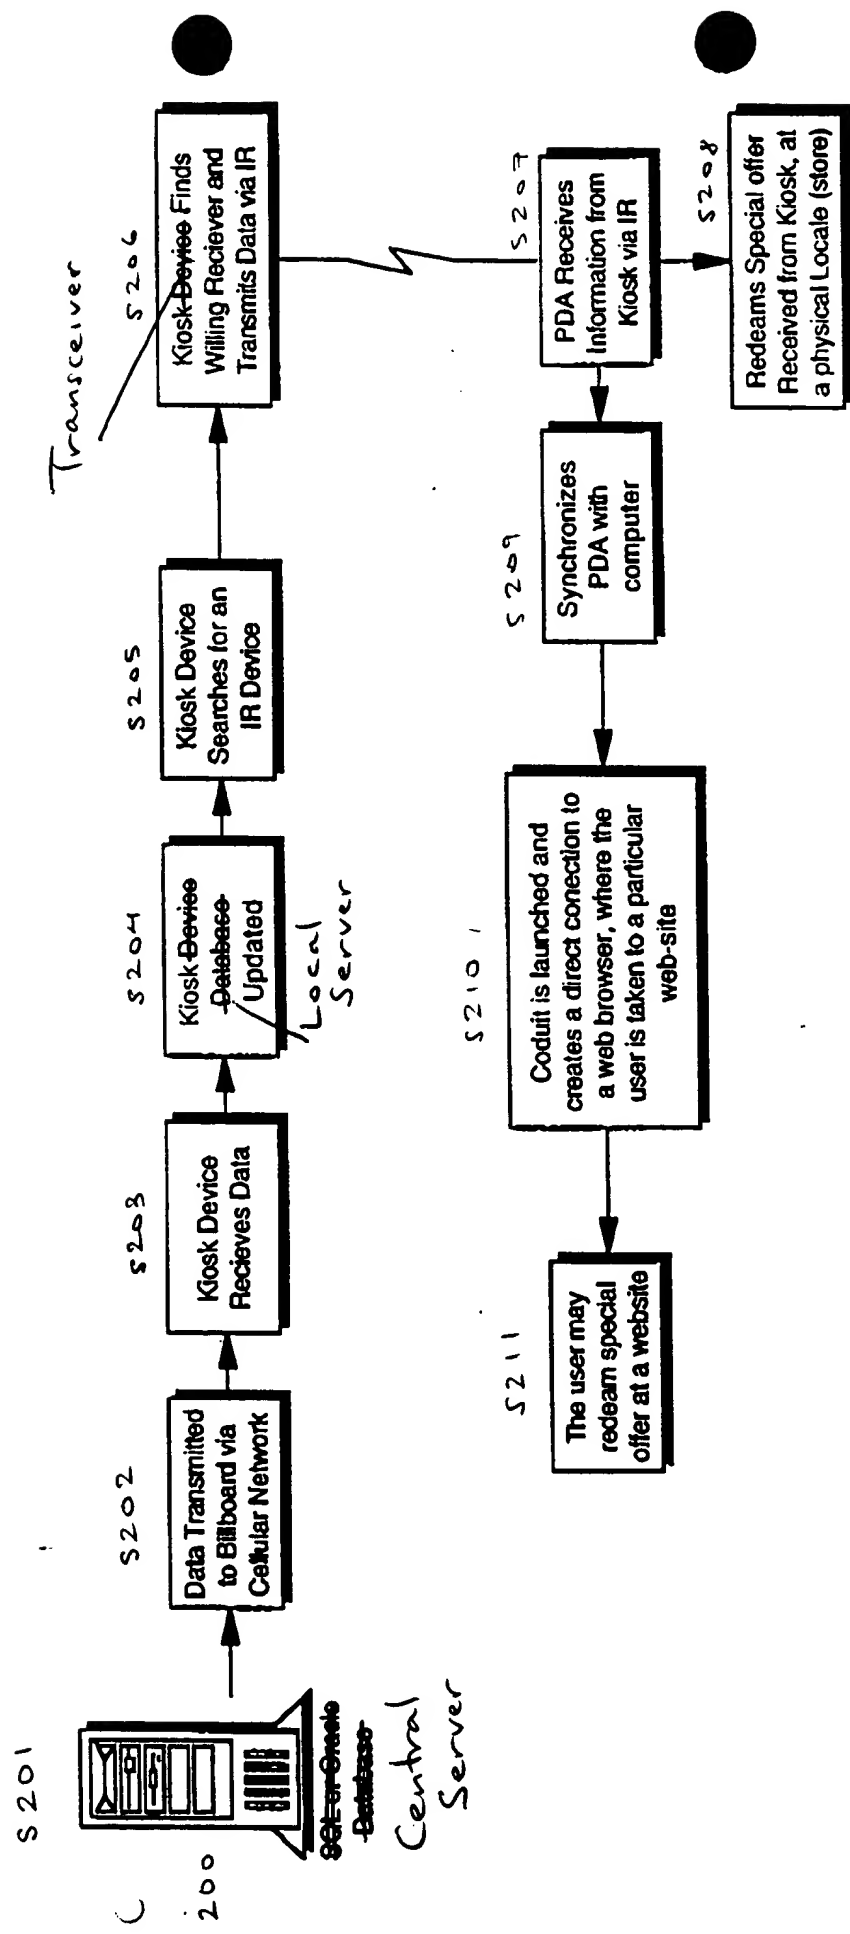 S201
C
200
SQL or Oracle
Database
Central
Server
S202
Data Transmitted
to Billboard via
Cellular Network
S203
Kiosk Device
Recieves Data
S204
Kiosk Device
Database
Updated
Local
Server
S205
Kiosk Device
Searches for an
IR Device
Transceiver
S206
Kiosk Device Finds
Willing Reciever and
Transmits Data via IR
S207
PDA Receives
Information from
Kiosk via IR
S208
Redeams Special offer
Received from Kiosk, at
a physical Locale (store)
S209
Synchronizes
PDA with
computer
S210
Coduit is launched and
creates a direct conection to
a web browser, where the
user is taken to a particular
web-site
S211
The user may
redeam special
offer at a website